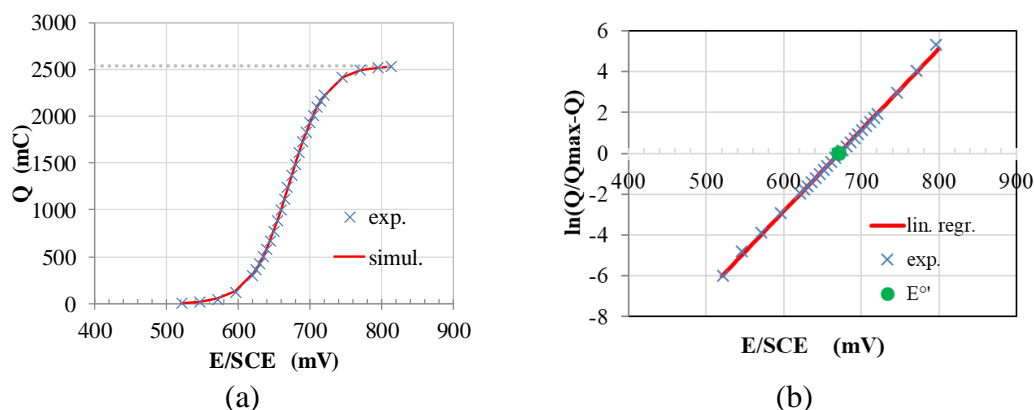 3000
2500
2000
1500
1000
500
0
Q (mC)
exp.
simul.
400 500 600 700 800 900
E/SCE (mV)
(a)
6
4
2
0
-2
-4
-6
-8
ln(Q/Qmax-Q)
400 500 600 700 800 900
lin. regr.
exp.
E°'
E/SCE (mV)
(b)